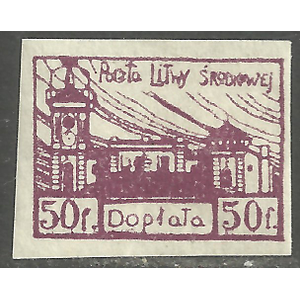 POCZTA LITWY ŚRODKOWEJ
50f. Dopłata 50f.